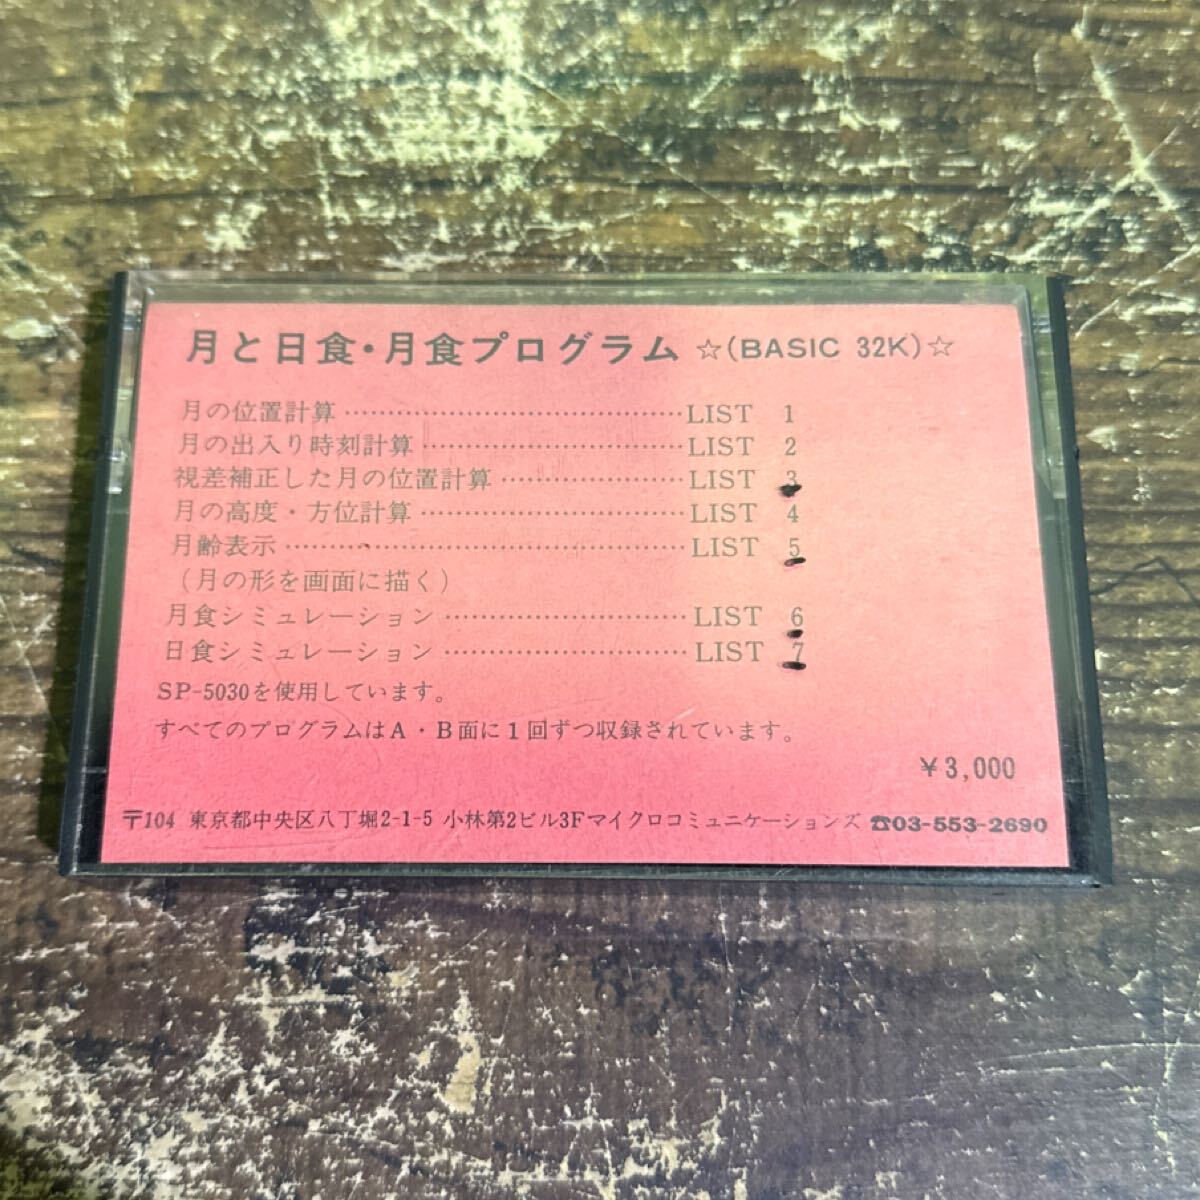 月と日食・月食プログラム ☆(BASIC 32K)☆
月の位置計算……………………………LIST 1
月の出入り時刻計算……………………LIST 2
視差補正した月の位置計算……………LIST 3
月の高度・方位計算……………………LIST 4
月齢表示…………………………………LIST 5
(月の形を画面に描く)
月食シミュレーション…………………LIST 6
日食シミュレーション…………………LIST 7
SP-5030を使用しています。
すべてのプログラムはA・B面に1回ずつ収録されています。
¥3,000
〒104 東京都中央区八丁堀2-1-5 小林第2ビル3Fマイクロコミュニケーションズ ☎03-553-2690